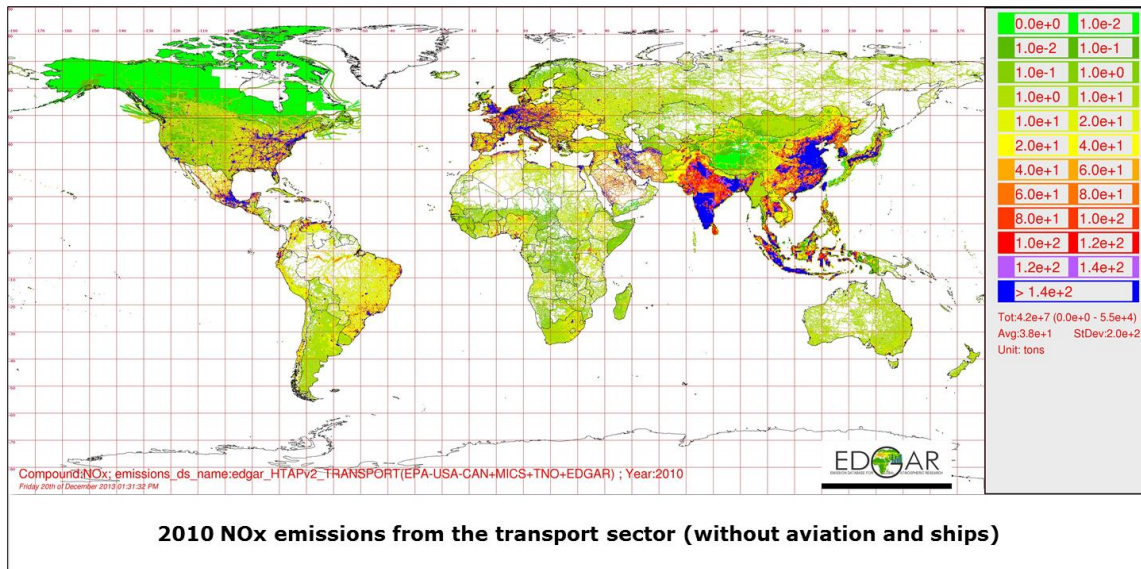 0.0e+0 1.0e-2
1.0e-2 1.0e-1
1.0e-1 1.0e+0
1.0e+0 1.0e+1
1.0e+1 2.0e+1
2.0e+1 4.0e+1
4.0e+1 6.0e+1
6.0e+1 8.0e+1
8.0e+1 1.0e+2
1.0e+2 1.2e+2
1.2e+2 1.4e+2
> 1.4e+2
Tot:4.2e+7 (0.0e+0 - 5.5e+4)
Avg:3.8e+1 StDev:2.0e+2
Unit: tons
EDGAR
Compound:NOx; emissions_ds_name:edgar_HTAPv2_TRANSPORT(EPA-USA-CAN+MICS+TNO+EDGAR) ; Year:2010
Friday 20th of December 2013 01:31:32 PM
2010 NOx emissions from the transport sector (without aviation and ships)